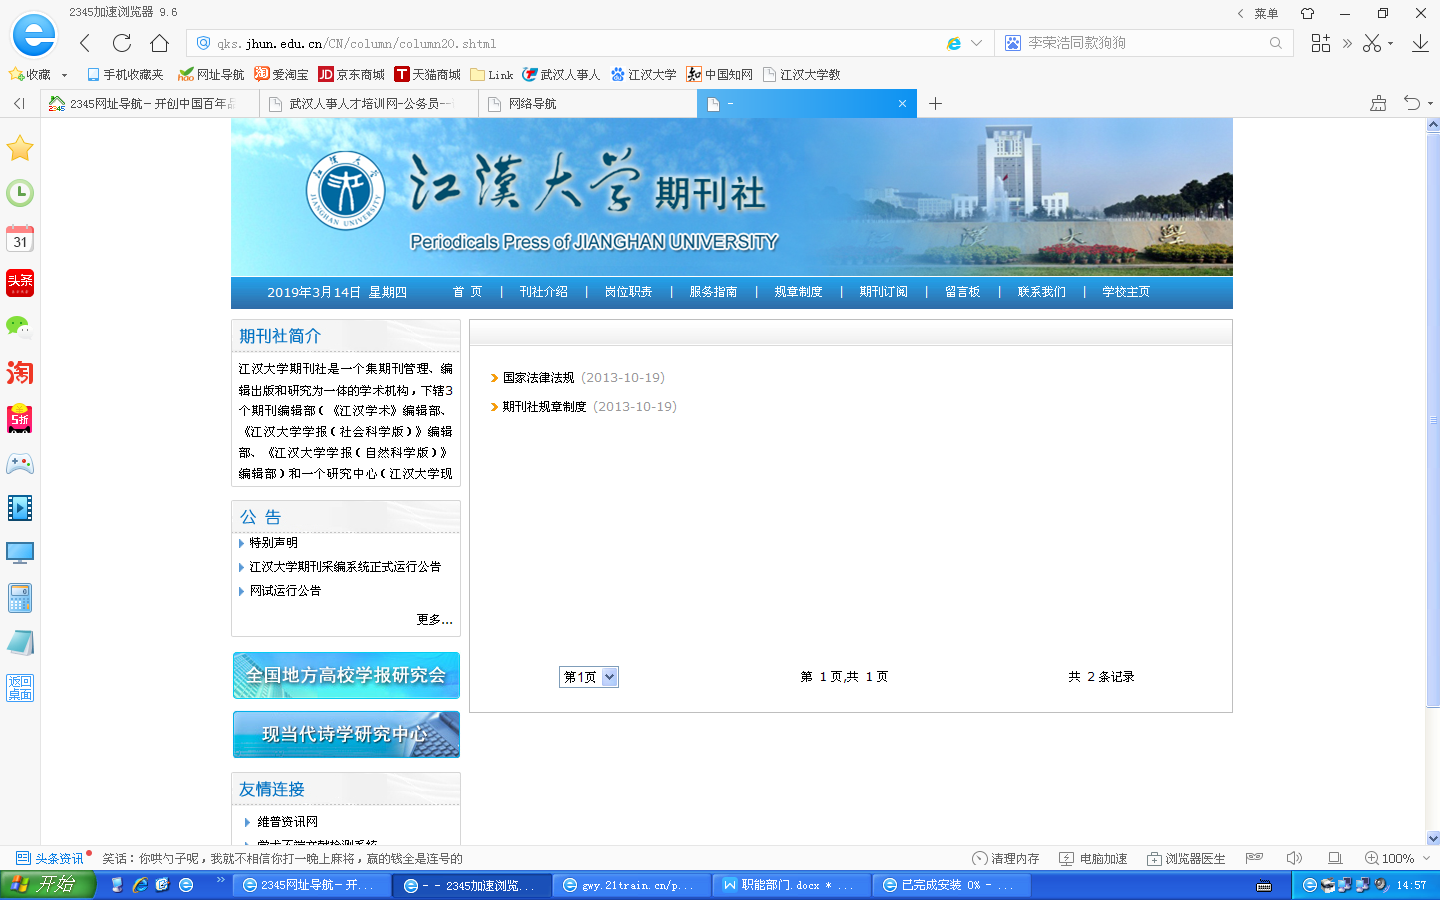 2345加速浏览器 9.6
菜单
qks.jhun.edu.cn/CN/column/column20.shtml
李荣浩同款狗狗
收藏 手机收藏夹 网址导航 爱淘宝 京东商城 天猫商城 Link 武汉人事人 江汉大学 中国知网 江汉大学教
2345网址导航－开创中国百年品
武汉人事人才培训网-公务员--
网络导航
-
31
头条
淘
5折
返回桌面
江漢大学 期刊社
Periodicals Press of JIANGHAN UNIVERSITY
2019年3月14日 星期四
首 页 | 刊社介绍 | 岗位职责 | 服务指南 | 规章制度 | 期刊订阅 | 留言板 | 联系我们 | 学校主页
期刊社简介
江汉大学期刊社是一个集期刊管理、编
辑出版和研究为一体的学术机构，下辖3
个期刊编辑部（《江汉学术》编辑部、
《江汉大学学报（社会科学版）》编辑
部、《江汉大学学报（自然科学版）》
编辑部）和一个研究中心（江汉大学现
公 告
特别声明
江汉大学期刊采编系统正式运行公告
网试运行公告
更多...
全国地方高校学报研究会
现当代诗学研究中心
友情连接
维普资讯网
国家法律法规 (2013-10-19)
期刊社规章制度 (2013-10-19)
第1页
第 1 页,共 1 页
共 2 条记录
头条资讯
笑话：你哄勺子呢，我就不相信你打一晚上麻将，赢的钱全是连号的
清理内存 电脑加速 浏览器医生 100%
开始
2345网址导航－开...
- - 2345加速浏览...
gwy.21train.cn/p...
职能部门.docx * ...
已完成安装 0% - ...
14:57